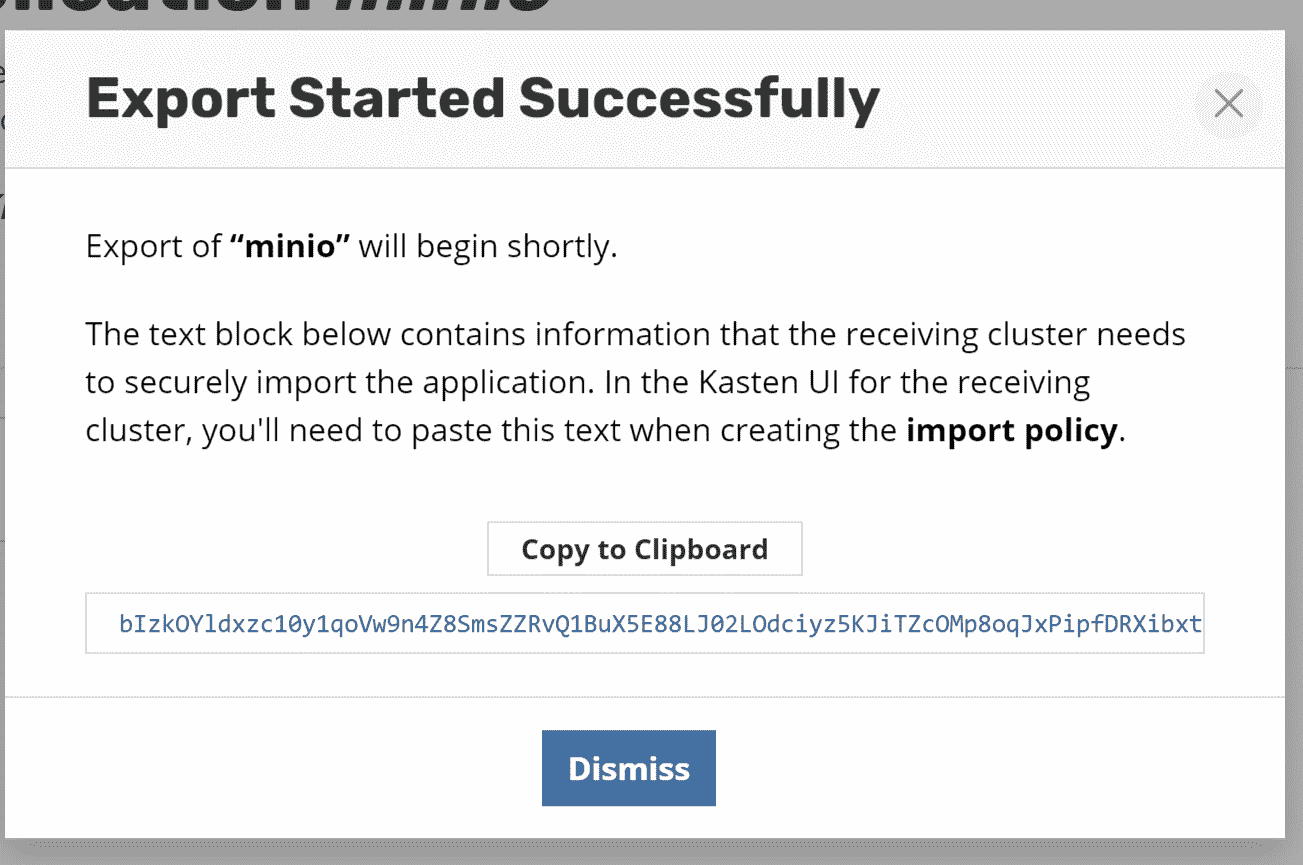 Export Started Successfully
Export of “minio” will begin shortly.
The text block below contains information that the receiving cluster needs
to securely import the application. In the Kasten UI for the receiving
cluster, you'll need to paste this text when creating the import policy.
Copy to Clipboard
bIzkOYldxzc10y1qoVw9n4Z8SmsZZRvQ1BuX5E88LJ02LOdciyz5KJiTZcOMp8oqJxPipfDRXibxt
Dismiss